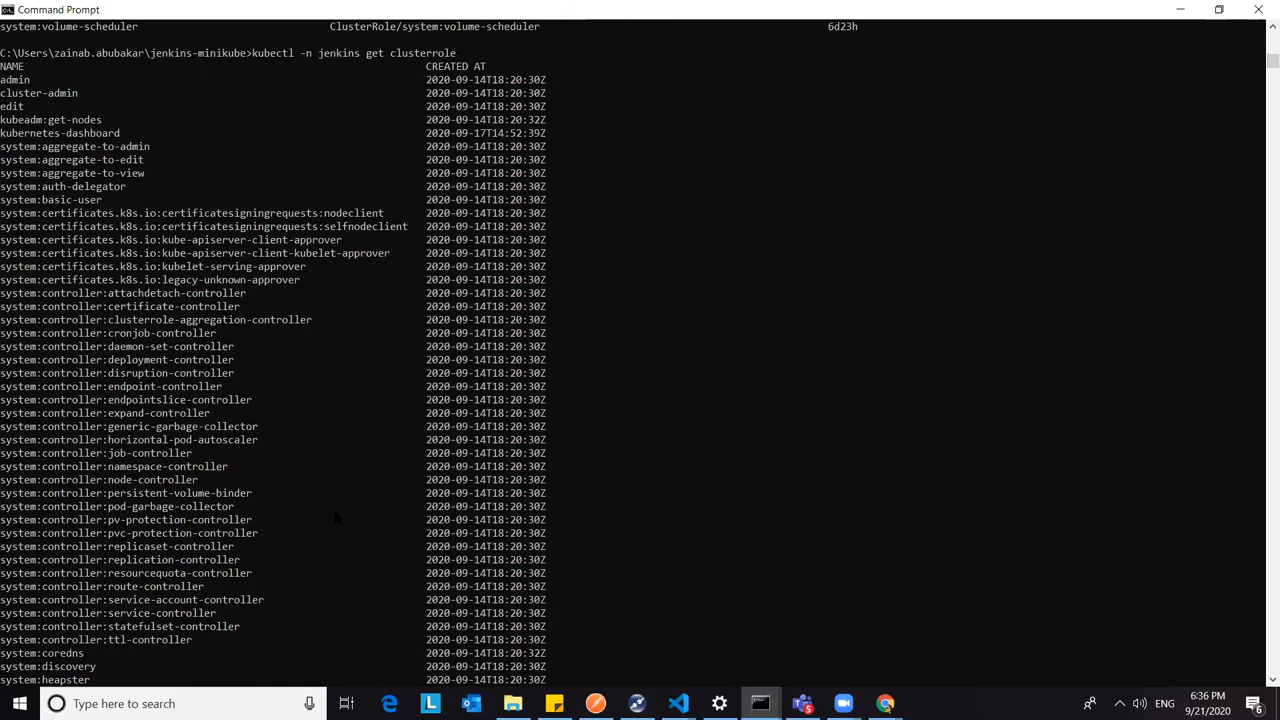 Command Prompt
system:volume-scheduler ClusterRole/system:volume-scheduler 6d23h
C:\Users\zainab.abubakar\jenkins-minikube>kubectl -n jenkins get clusterrole
NAME CREATED AT
admin 2020-09-14T18:20:30Z
cluster-admin 2020-09-14T18:20:30Z
edit 2020-09-14T18:20:30Z
kubeadm:get-nodes 2020-09-14T18:20:32Z
kubernetes-dashboard 2020-09-17T14:52:39Z
system:aggregate-to-admin 2020-09-14T18:20:30Z
system:aggregate-to-edit 2020-09-14T18:20:30Z
system:aggregate-to-view 2020-09-14T18:20:30Z
system:auth-delegator 2020-09-14T18:20:30Z
system:basic-user 2020-09-14T18:20:30Z
system:certificates.k8s.io:certificatesigningrequests:nodeclient 2020-09-14T18:20:30Z
system:certificates.k8s.io:certificatesigningrequests:selfnodeclient 2020-09-14T18:20:30Z
system:certificates.k8s.io:kube-apiserver-client-approver 2020-09-14T18:20:30Z
system:certificates.k8s.io:kube-apiserver-client-kubelet-approver 2020-09-14T18:20:30Z
system:certificates.k8s.io:kubelet-serving-approver 2020-09-14T18:20:30Z
system:certificates.k8s.io:legacy-unknown-approver 2020-09-14T18:20:30Z
system:controller:attachdetach-controller 2020-09-14T18:20:30Z
system:controller:certificate-controller 2020-09-14T18:20:30Z
system:controller:clusterrole-aggregation-controller 2020-09-14T18:20:30Z
system:controller:cronjob-controller 2020-09-14T18:20:30Z
system:controller:daemon-set-controller 2020-09-14T18:20:30Z
system:controller:deployment-controller 2020-09-14T18:20:30Z
system:controller:disruption-controller 2020-09-14T18:20:30Z
system:controller:endpoint-controller 2020-09-14T18:20:30Z
system:controller:endpointslice-controller 2020-09-14T18:20:30Z
system:controller:expand-controller 2020-09-14T18:20:30Z
system:controller:generic-garbage-collector 2020-09-14T18:20:30Z
system:controller:horizontal-pod-autoscaler 2020-09-14T18:20:30Z
system:controller:job-controller 2020-09-14T18:20:30Z
system:controller:namespace-controller 2020-09-14T18:20:30Z
system:controller:node-controller 2020-09-14T18:20:30Z
system:controller:persistent-volume-binder 2020-09-14T18:20:30Z
system:controller:pod-garbage-collector 2020-09-14T18:20:30Z
system:controller:pv-protection-controller 2020-09-14T18:20:30Z
system:controller:pvc-protection-controller 2020-09-14T18:20:30Z
system:controller:replicaset-controller 2020-09-14T18:20:30Z
system:controller:replication-controller 2020-09-14T18:20:30Z
system:controller:resourcequota-controller 2020-09-14T18:20:30Z
system:controller:route-controller 2020-09-14T18:20:30Z
system:controller:service-account-controller 2020-09-14T18:20:30Z
system:controller:service-controller 2020-09-14T18:20:30Z
system:controller:statefulset-controller 2020-09-14T18:20:30Z
system:controller:ttl-controller 2020-09-14T18:20:30Z
system:coredns 2020-09-14T18:20:32Z
system:discovery 2020-09-14T18:20:30Z
system:heapster 2020-09-14T18:20:30Z
Type here to search
ENG
6:36 PM
9/21/2020
6